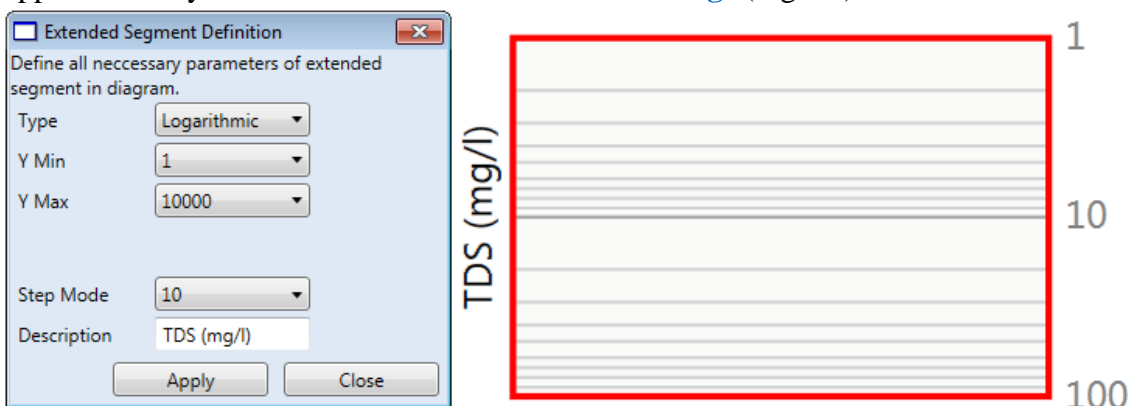 Extended Segment Definition
Define all neccessary parameters of extended
segment in diagram.
Type Logarithmic
Y Min 1
Y Max 10000
Step Mode 10
Description TDS (mg/l)
Apply Close
TDS (mg/l)
1
10
100